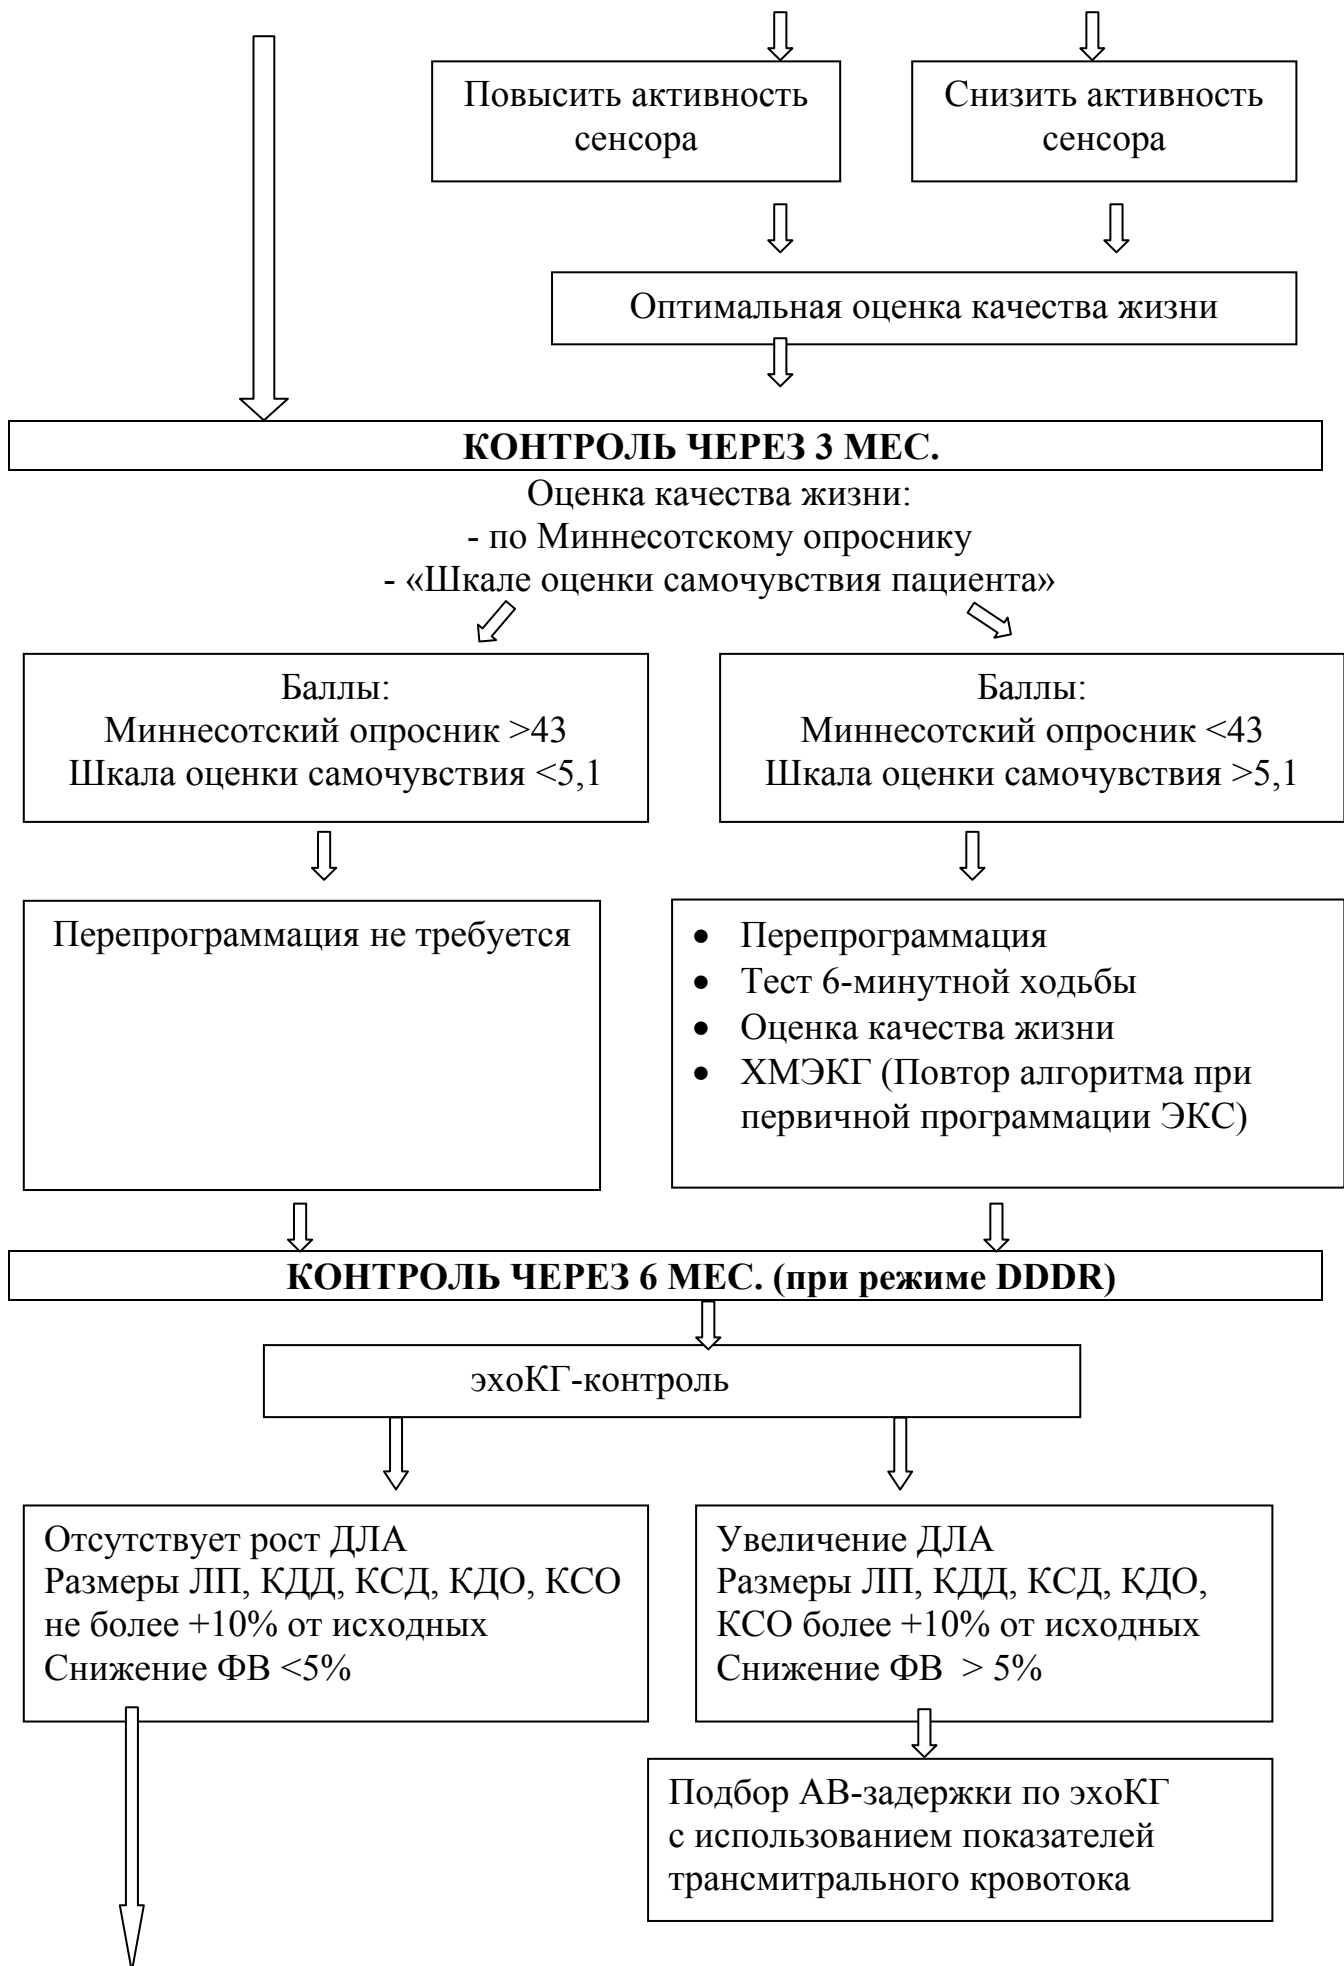 Повысить активность
сенсора
Снизить активность
сенсора
Оптимальная оценка качества жизни
КОНТРОЛЬ ЧЕРЕЗ 3 МЕС.
Оценка качества жизни:
- по Миннесотскому опроснику
- «Шкале оценки самочувствия пациента»
Баллы:
Миннесотский опросник >43
Шкала оценки самочувствия <5,1
Баллы:
Миннесотский опросник <43
Шкала оценки самочувствия >5,1
Перепрограммация не требуется
• Перепрограммация
• Тест 6-минутной ходьбы
• Оценка качества жизни
• ХМЭКГ (Повтор алгоритма при
первичной программации ЭКС)
КОНТРОЛЬ ЧЕРЕЗ 6 МЕС. (при режиме DDDR)
эхоКГ-контроль
Отсутствует рост ДЛА
Размеры ЛП, КДД, КСД, КДО, КСО
не более +10% от исходных
Снижение ФВ <5%
Увеличение ДЛА
Размеры ЛП, КДД, КСД, КДО,
КСО более +10% от исходных
Снижение ФВ > 5%
Подбор АВ-задержки по эхоКГ
с использованием показателей
трансмитрального кровотока